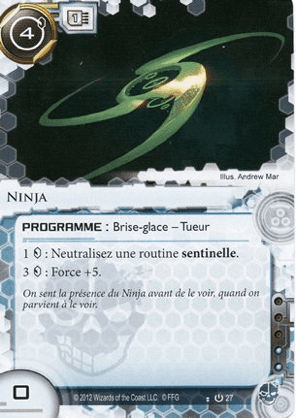 4
1
Illus. Andrew Mar
NINJA
PROGRAMME : Brise-glace – Tueur
1 : Neutralisez une routine sentinelle.
3 : Force +5.
On sent la présence du Ninja avant de le voir, quand on
parvient à le voir.
0
© 2012 Wizards of the Coast LLC. © FFG
27